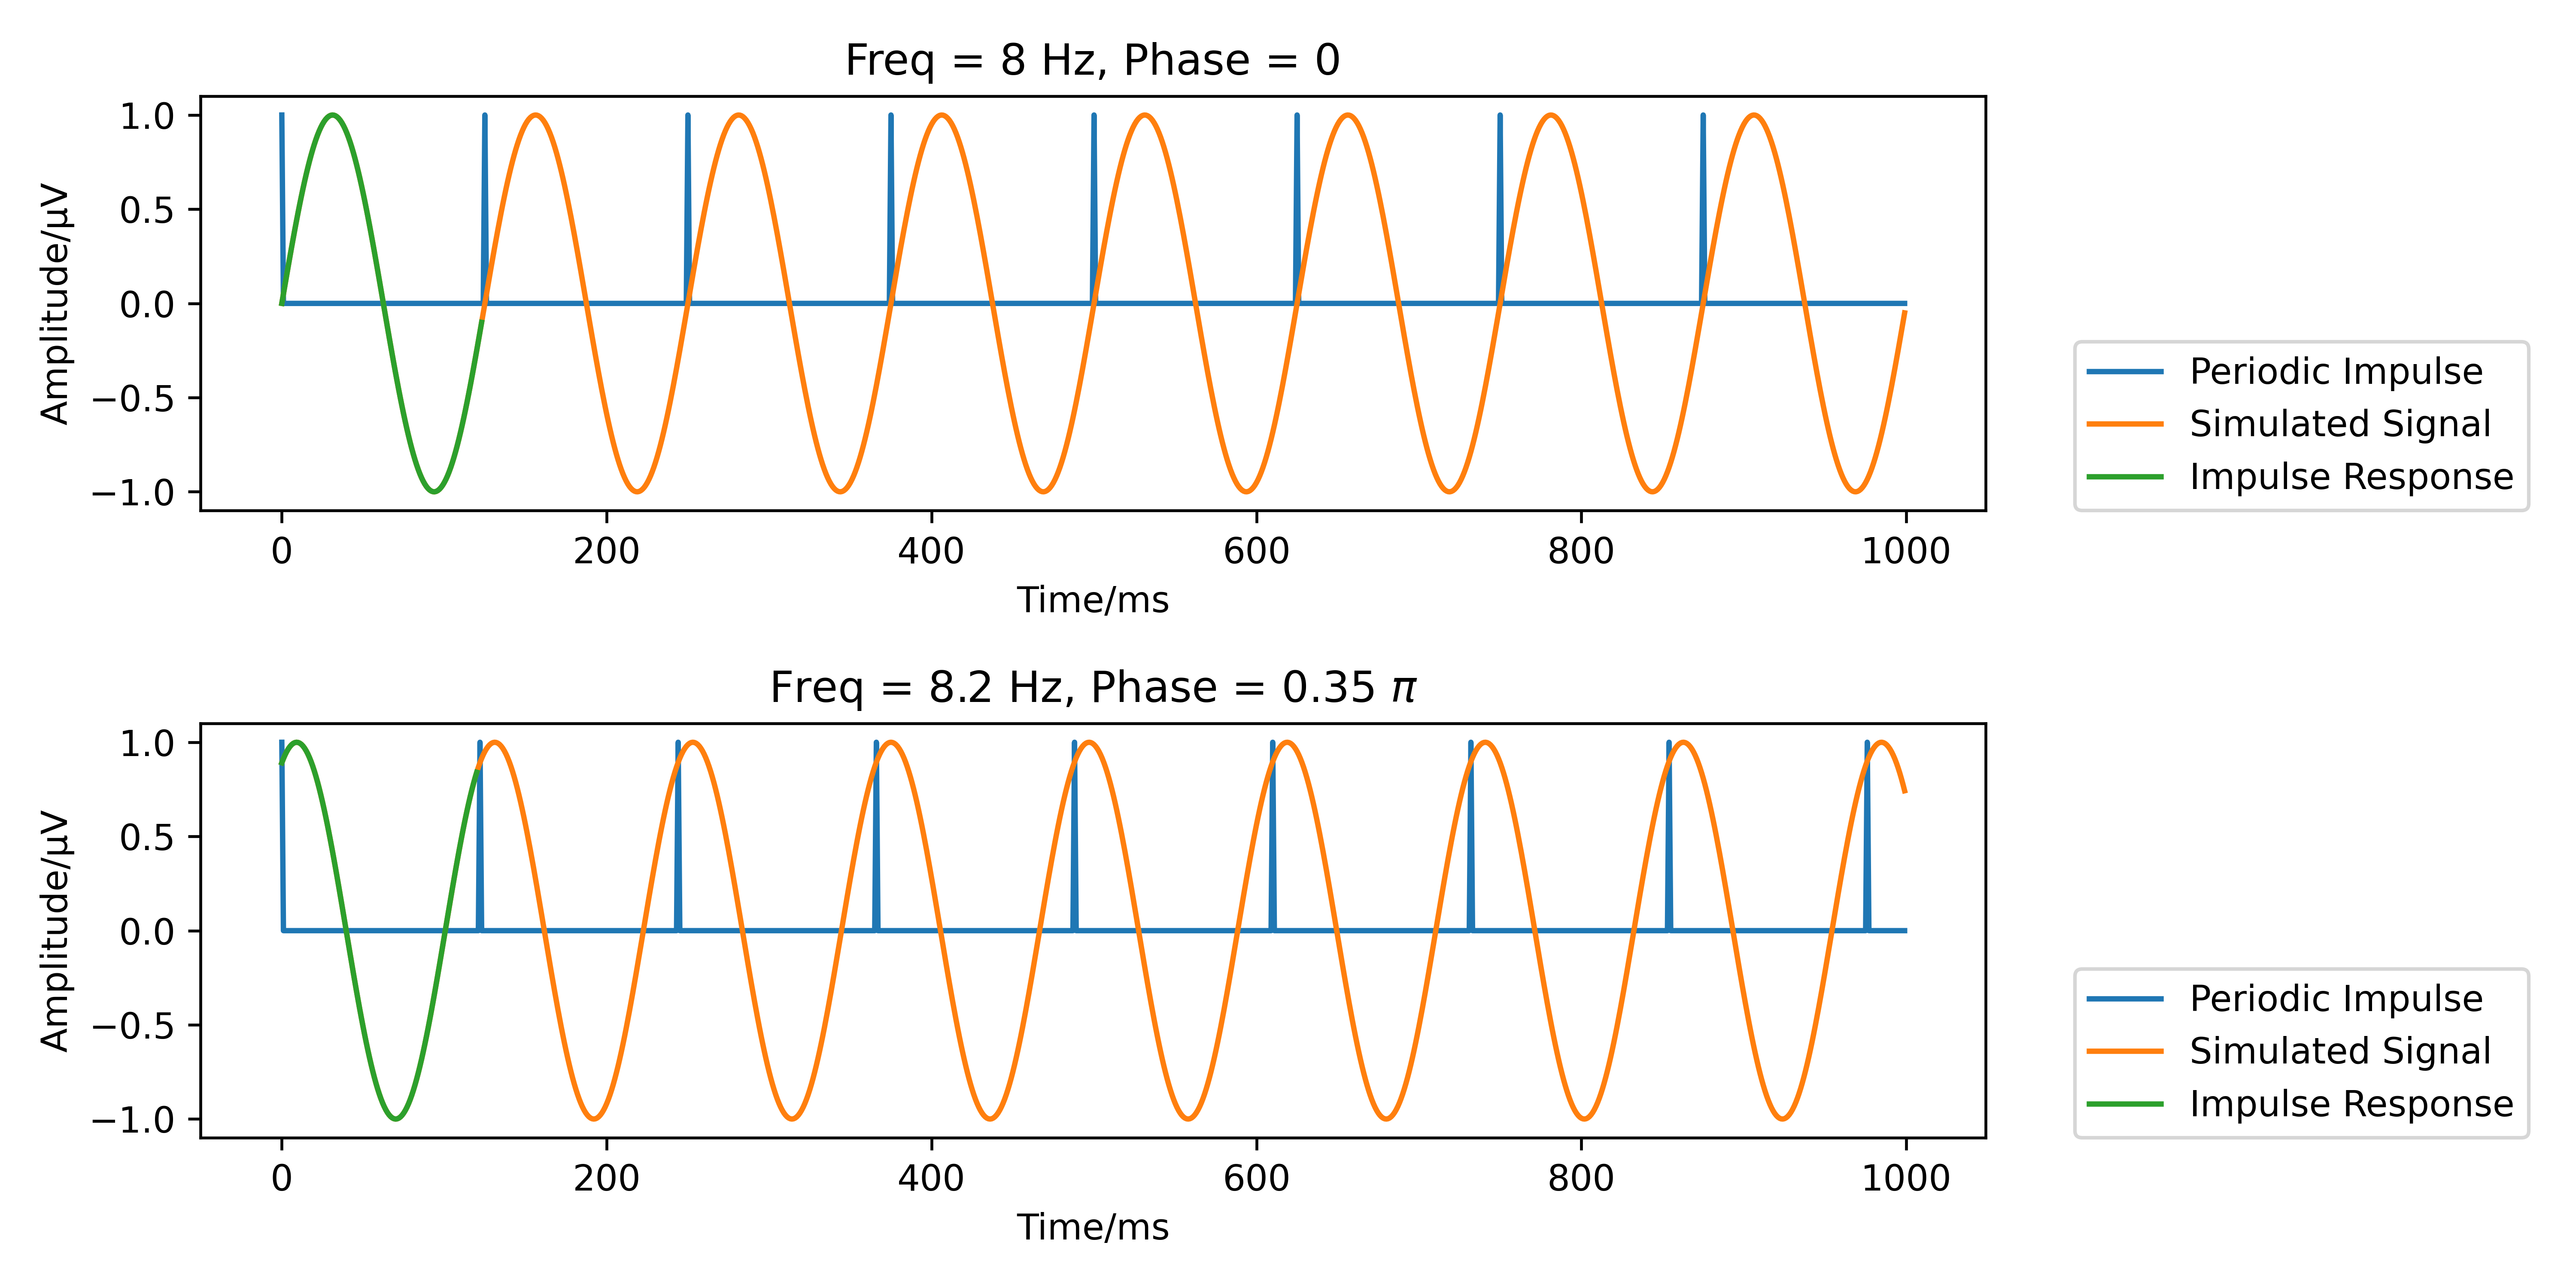 Freq = 8 Hz, Phase = 0
Amplitude/μV
1.0
0.5
0.0
−0.5
−1.0
0 200 400 600 800 1000
Time/ms
Periodic Impulse
Simulated Signal
Impulse Response
Freq = 8.2 Hz, Phase = 0.35 π
Amplitude/μV
1.0
0.5
0.0
−0.5
−1.0
0 200 400 600 800 1000
Time/ms
Periodic Impulse
Simulated Signal
Impulse Response